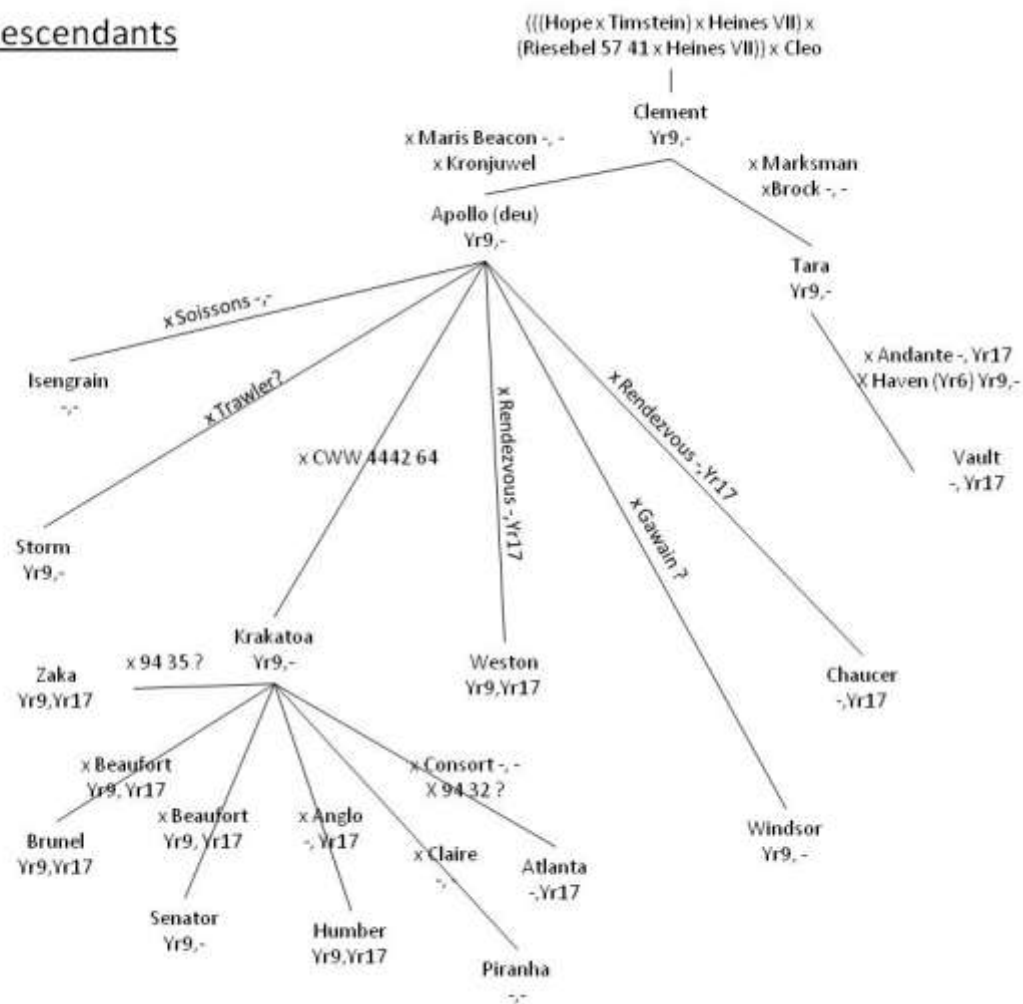 escendants
(((Hope x Timstein) x Heines VII) x
(Riesebel 57 41 x Heines VII)) x Cleo
Clement
Yr9,-
x Maris Beacon -, -
x Kronjuwel
x Marksman
xBrock -, -
Apollo (deu)
Yr9,-
Tara
Yr9,-
x Soissons -,-
x Andante -, Yr17
X Haven (Yr6) Yr9,-
Isengrain
-,-
x Trawler?
x CWW 4442 64
x Rendezvous -,Yr17
x Rendezvous -,Yr17
x Gawain ?
Vault
-, Yr17
Storm
Yr9,-
Krakatoa
Yr9,-
x 94 35 ?
Zaka
Yr9,Yr17
Weston
Yr9,Yr17
Chaucer
-,Yr17
x Beaufort
Yr9, Yr17
x Beaufort
Yr9, Yr17
x Anglo
-, Yr17
x Claire
-,-
x Consort -, -
X 94 32 ?
Brunel
Yr9,Yr17
Atlanta
-,Yr17
Windsor
Yr9, -
Senator
Yr9,-
Humber
Yr9,Yr17
Piranha
-,-